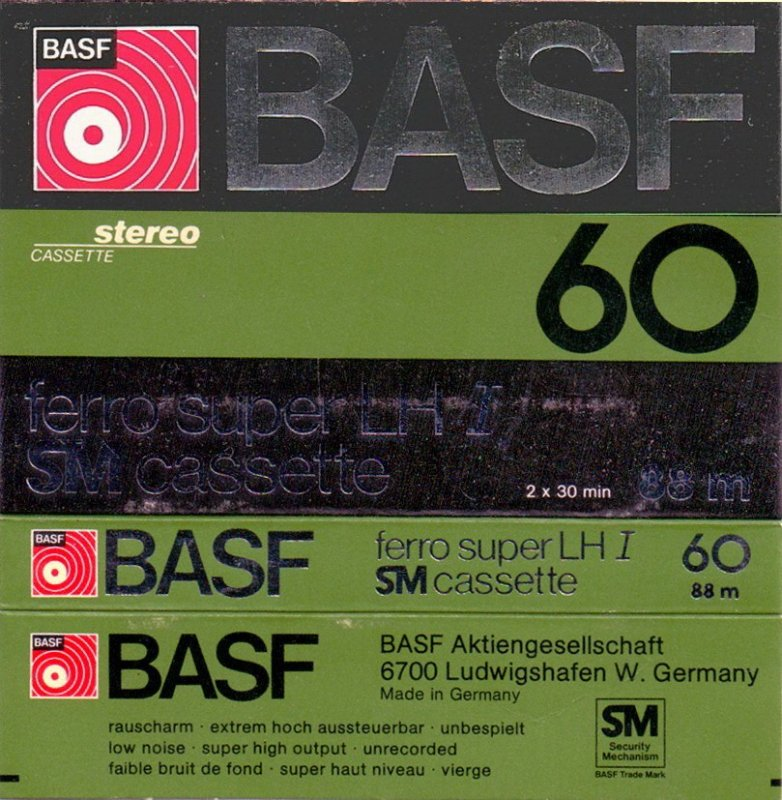 BASF
BASF
stereo
CASSETTE
60
ferro super LH I
SM cassette
2 x 30 min
88 m
BASF
BASF
ferro super LH I
SM cassette
60
88 m
BASF
BASF
BASF Aktiengesellschaft
6700 Ludwigshafen W. Germany
Made in Germany
rauscharm · extrem hoch aussteuerbar · unbespielt
low noise · super high output · unrecorded
faible bruit de fond · super haut niveau · vierge
SM
Security
Mechanism
BASF Trade Mark